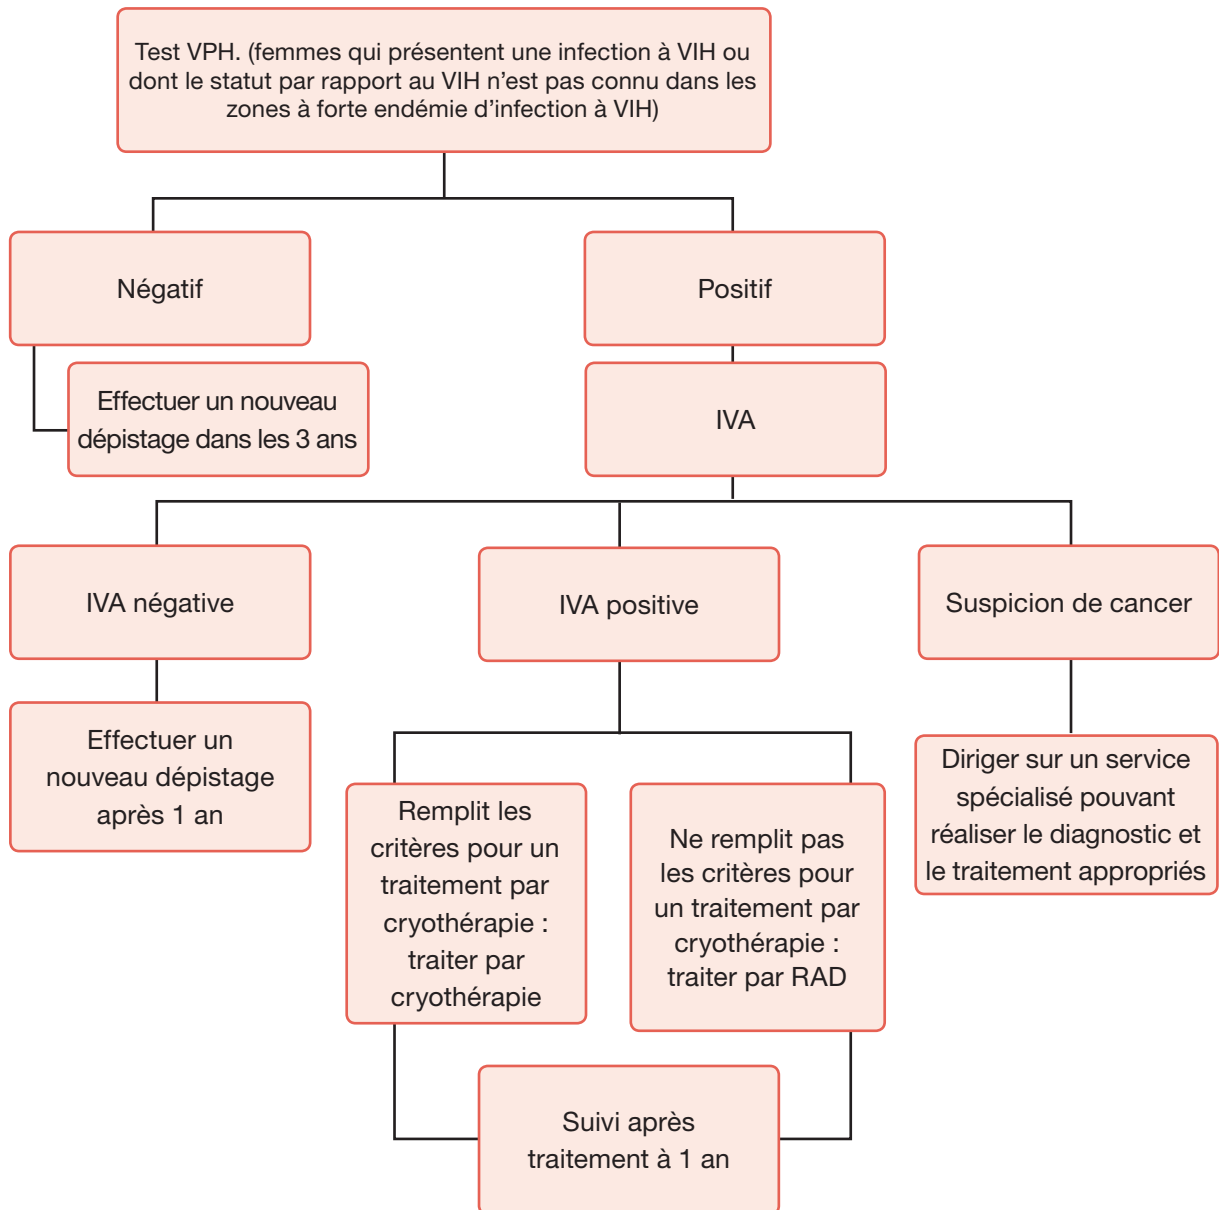 Test VPH. (femmes qui présentent une infection à VIH ou
dont le statut par rapport au VIH n’est pas connu dans les
zones à forte endémie d’infection à VIH)
Négatif
Positif
Effectuer un nouveau
dépistage dans les 3 ans
IVA
IVA négative
IVA positive
Suspicion de cancer
Effectuer un
nouveau dépistage
après 1 an
Remplit les
critères pour un
traitement par
cryothérapie :
traiter par
cryothérapie
Ne remplit pas
les critères pour
un traitement par
cryothérapie :
traiter par RAD
Diriger sur un service
spécialisé pouvant
réaliser le diagnostic et
le traitement appropriés
Suivi après
traitement à 1 an